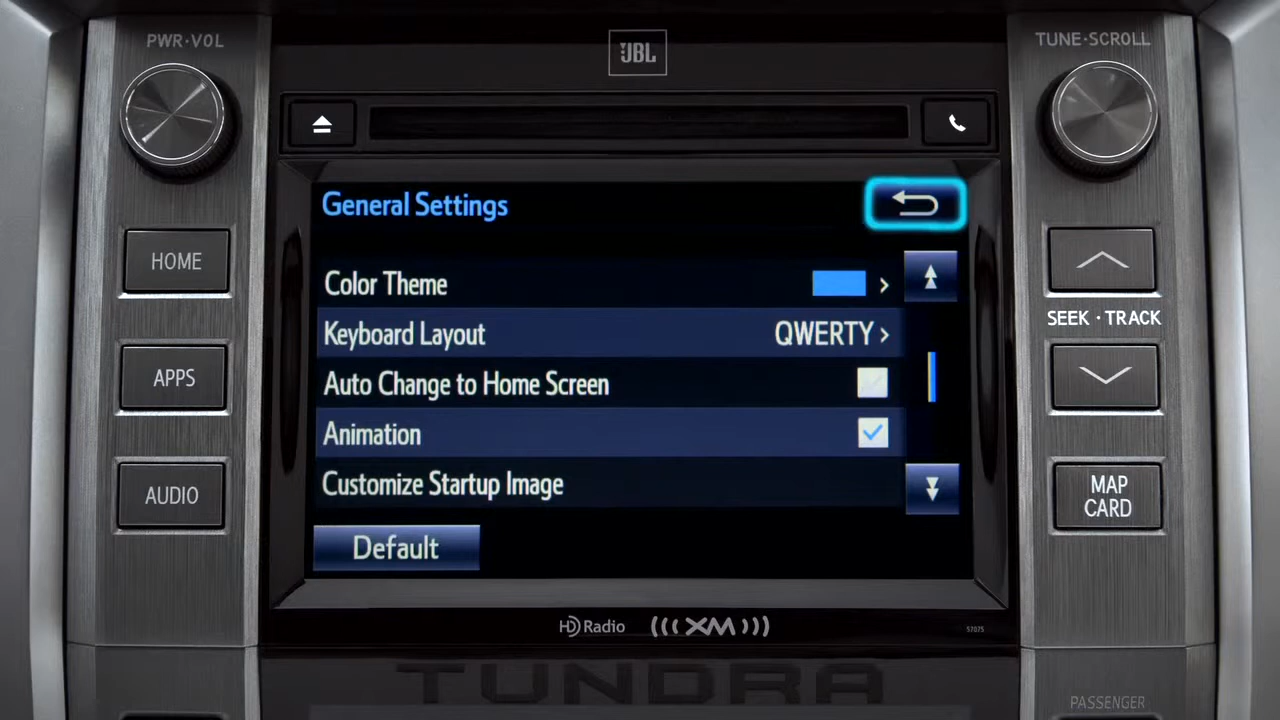 PWR·VOL
JBL
TUNE·SCROLL
General Settings
HOME
Color Theme
SEEK · TRACK
Keyboard Layout QWERTY
APPS
Auto Change to Home Screen
Animation
AUDIO
Customize Startup Image
MAP
CARD
Default
HD Radio
((( XM )))
57075
TUNDRA
PASSENGER